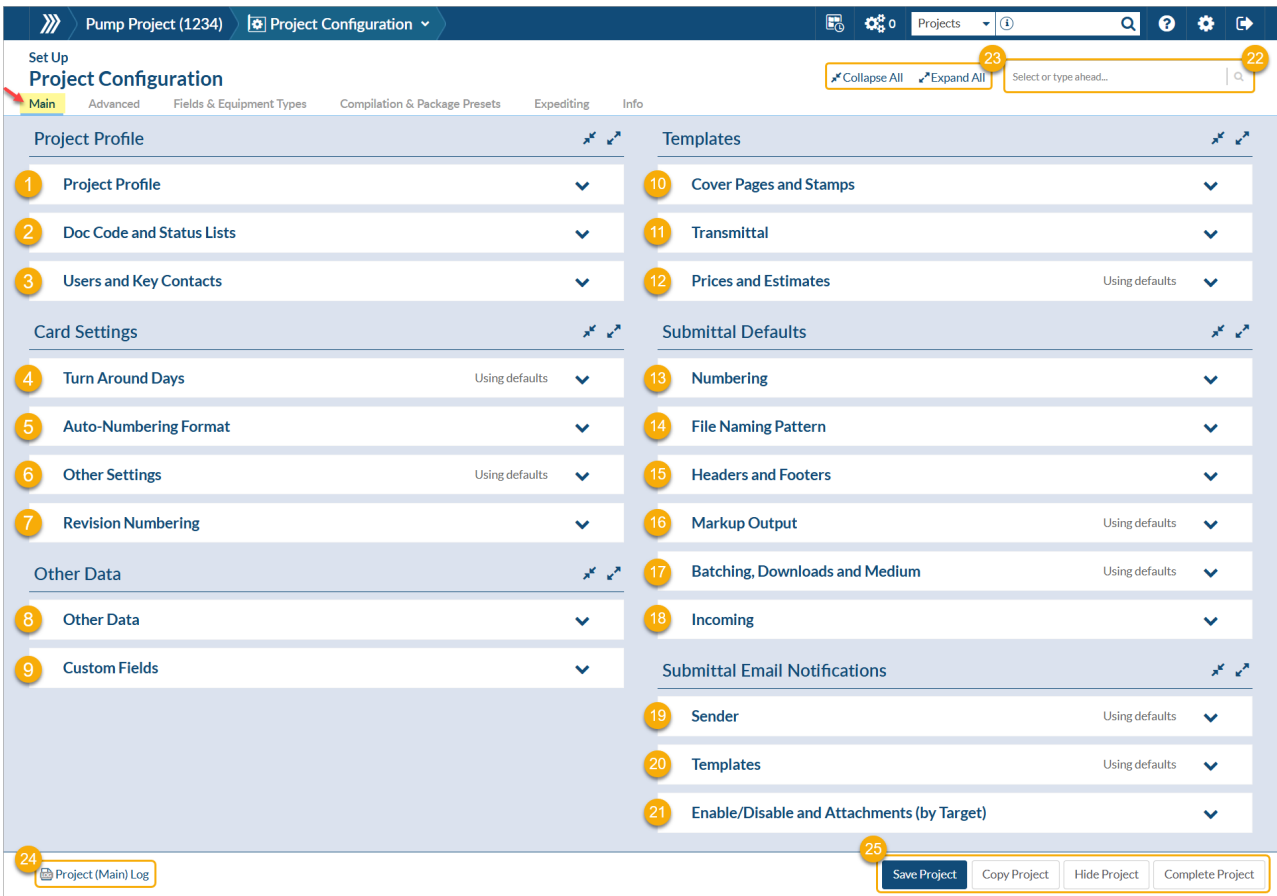 Pump Project (1234) Project Configuration 0 Projects
Set Up
Project Configuration
23
22
Collapse All Expand All Select or type ahead...
Main Advanced Fields & Equipment Types Compilation & Package Presets Expediting Info
Project Profile
1 Project Profile
2 Doc Code and Status Lists
3 Users and Key Contacts
Card Settings
4 Turn Around Days Using defaults
5 Auto-Numbering Format
6 Other Settings Using defaults
7 Revision Numbering
Other Data
8 Other Data
9 Custom Fields
Templates
10 Cover Pages and Stamps
11 Transmittal
12 Prices and Estimates Using defaults
Submittal Defaults
13 Numbering
14 File Naming Pattern
15 Headers and Footers
16 Markup Output Using defaults
17 Batching, Downloads and Medium Using defaults
18 Incoming
Submittal Email Notifications
19 Sender Using defaults
20 Templates Using defaults
21 Enable/Disable and Attachments (by Target)
24
Project (Main) Log
25
Save Project Copy Project Hide Project Complete Project